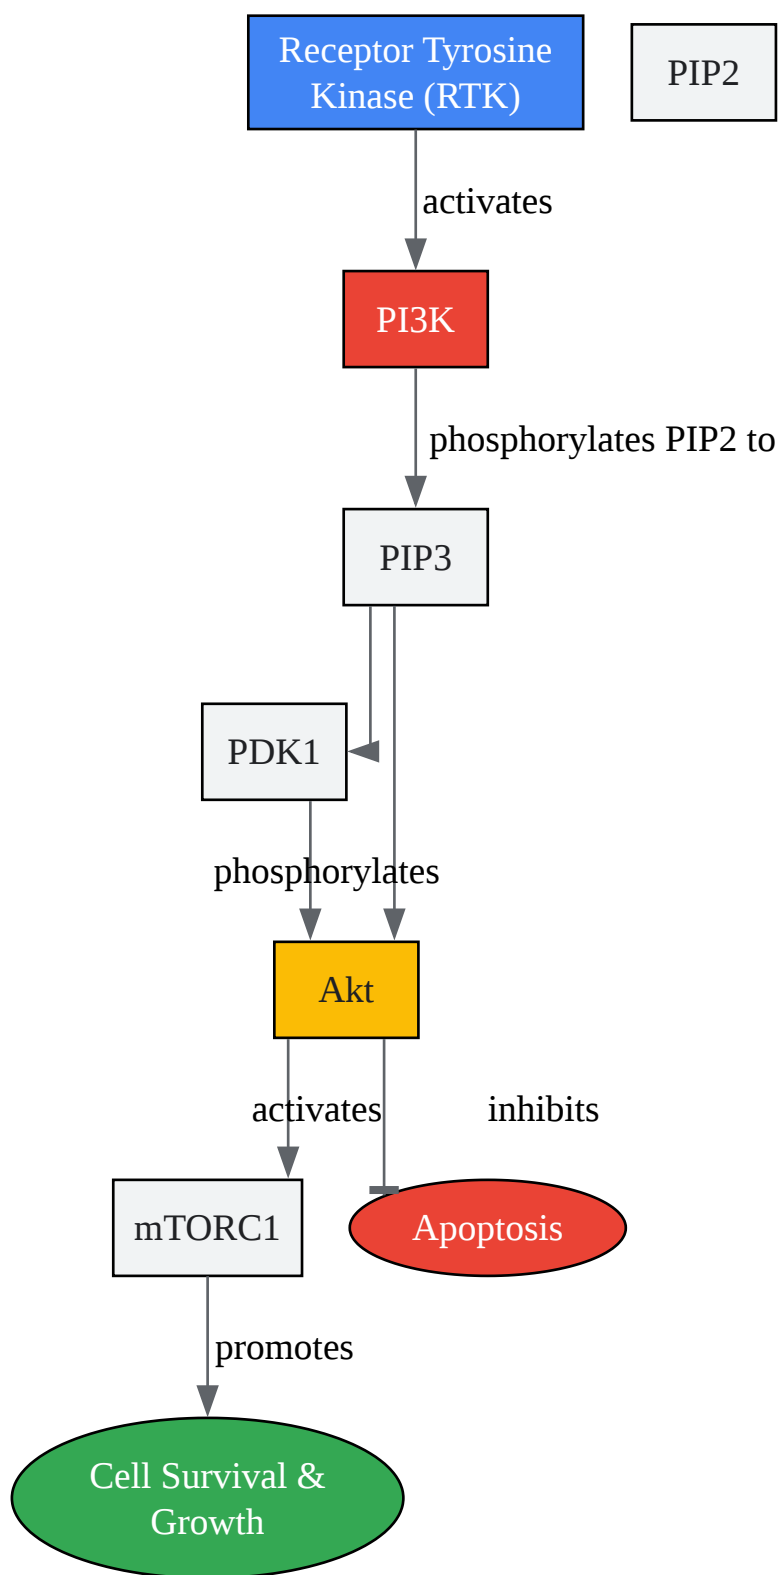 Receptor Tyrosine
Kinase (RTK)
PIP2
activates
PI3K
phosphorylates PIP2 to
PIP3
PDK1
phosphorylates
Akt
activates
inhibits
mTORC1
Apoptosis
promotes
Cell Survival &
Growth